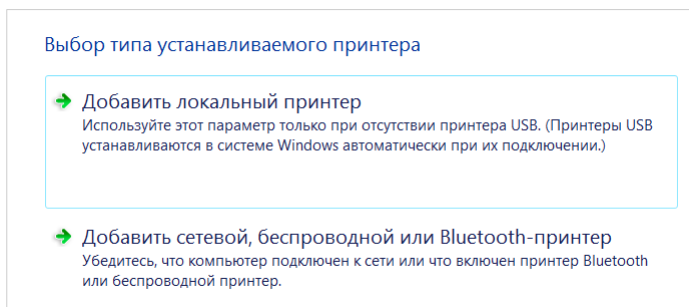 Выбор типа устанавливаемого принтера
Добавить локальный принтер
Используйте этот параметр только при отсутствии принтера USB. (Принтеры USB
устанавливаются в системе Windows автоматически при их подключении.)
Добавить сетевой, беспроводной или Bluetooth-принтер
Убедитесь, что компьютер подключен к сети или что включен принтер Bluetooth
или беспроводной принтер.